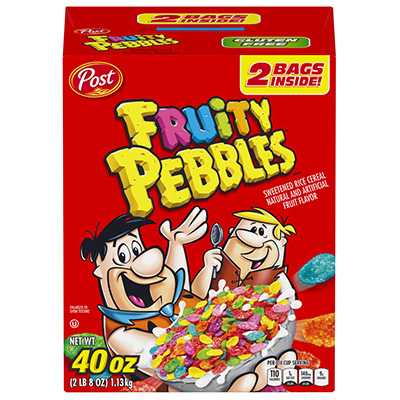 2 BAGS INSIDE!
GLUTEN FREE!
Post
2 BAGS
INSIDE!
FRUITY
PEBBLES
SWEETENED RICE CEREAL
NATURAL AND ARTIFICIAL
FRUIT FLAVOR
ENLARGED TO
SHOW TEXTURE
U
NET WT
40 OZ
(2 LB 8 OZ) 1.13kg
PER 1/4 CUP SERVING
110
CALORIES